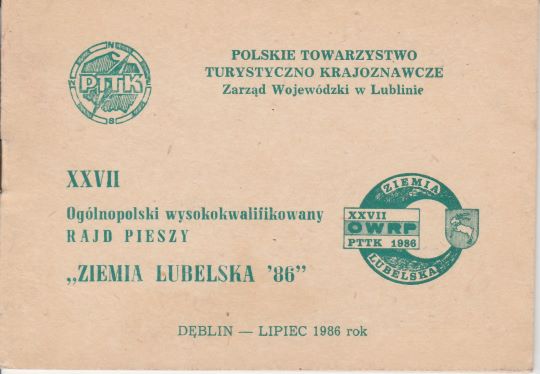 PTTK
POLSKIE TOWARZYSTWO
TURYSTYCZNO KRAJOZNAWCZE
Zarząd Wojewódzki w Lublinie
XXVII
Ogólnopolski wysokokwalifikowany
RAJD PIESZY
„ZIEMIA LUBELSKA '86”
ZIEMIA
XXVII
OWRP
PTTK 1986
LUBELSKA
DĘBLIN — LIPIEC 1986 rok